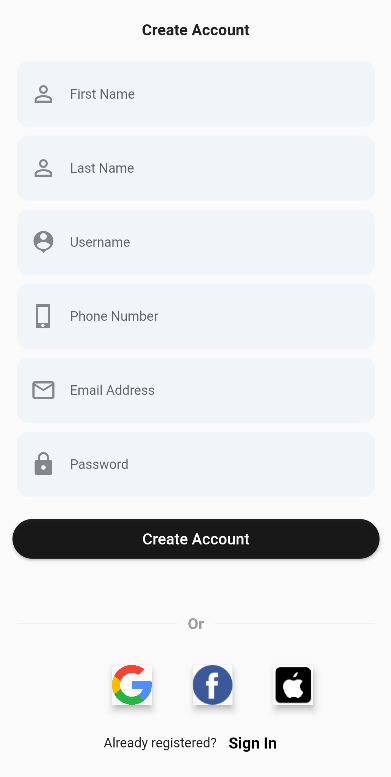 Create Account
First Name
Last Name
Username
Phone Number
Email Address
Password
Create Account
Or
Already registered? Sign In